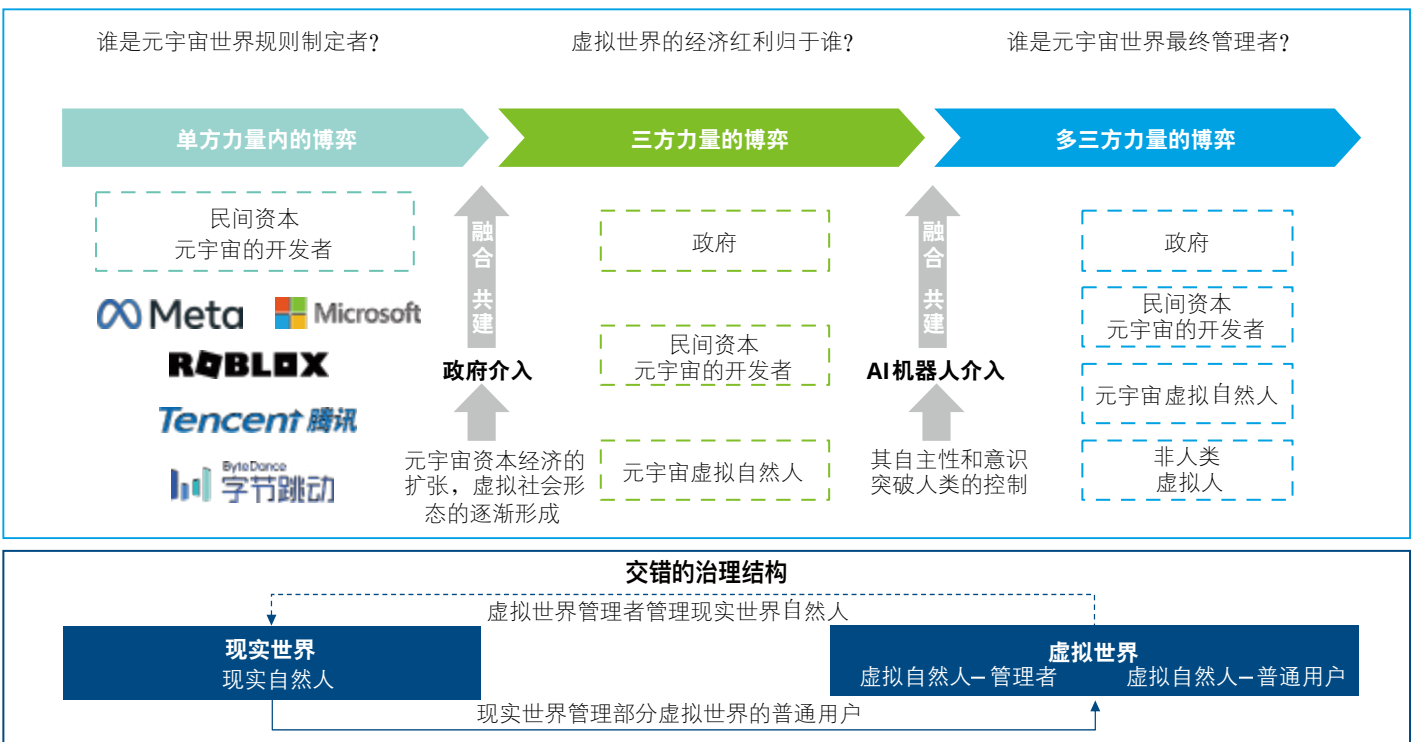 谁是元宇宙世界规则制定者?
虚拟世界的经济红利归于谁?
谁是元宇宙世界最终管理者?
单方力量内的博弈
三方力量的博弈
多三方力量的博弈
民间资本
元宇宙的开发者
Meta
Microsoft
ROBLOX
Tencent 腾讯
ByteDance
字节跳动
融合 共建
政府介入
元宇宙资本经济的
扩张，虚拟社会形
态的逐渐形成
政府
民间资本
元宇宙的开发者
元宇宙虚拟自然人
融合 共建
AI机器人介入
其自主性和意识
突破人类的控制
政府
民间资本
元宇宙的开发者
元宇宙虚拟自然人
非人类
虚拟人
交错的治理结构
虚拟世界管理者管理现实世界自然人
现实世界
现实自然人
虚拟世界
虚拟自然人–管理者
虚拟自然人–普通用户
现实世界管理部分虚拟世界的普通用户